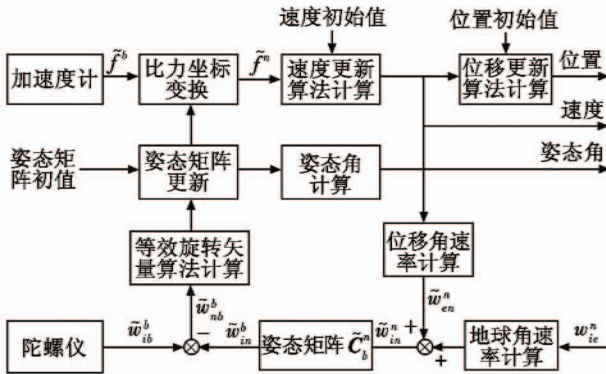 速度初始值
位置初始值
加速度计
f̃ᵇ
比力坐标
变换
f̃ⁿ
速度更新
算法计算
位移更新
算法计算
位置
速度
姿态矩
阵初值
姿态矩阵
更新
姿态角
计算
姿态角
等效旋转矢
量算法计算
位移角速
率计算
w̃ᵇₙb
w̃ⁿₑₙ
陀螺仪
w̃ᵇᵢb
−
w̃ᵇᵢₙ
姿态矩阵 C̃ⁿb
w̃ⁿᵢₙ
+
+
地球角速
率计算
wⁿᵢₑ